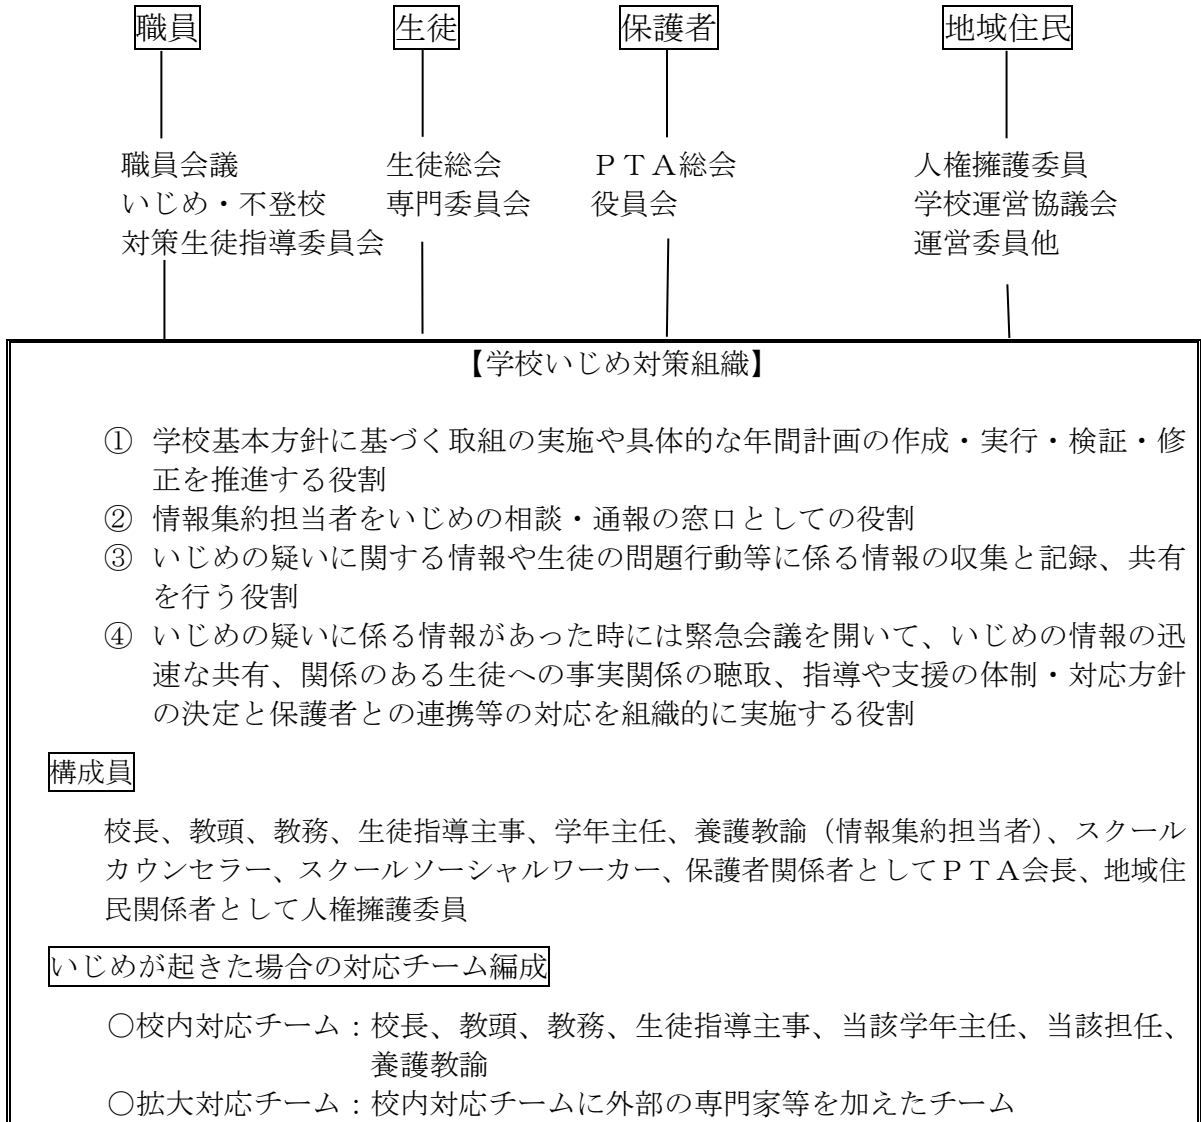 職員 生徒 保護者 地域住民
職員会議 生徒総会 ＰＴＡ総会 人権擁護委員
いじめ・不登校 専門委員会 役員会 学校運営協議会
対策生徒指導委員会 運営委員他
【学校いじめ対策組織】
① 学校基本方針に基づく取組の実施や具体的な年間計画の作成・実行・検証・修
正を推進する役割
② 情報集約担当者をいじめの相談・通報の窓口としての役割
③ いじめの疑いに関する情報や生徒の問題行動等に係る情報の収集と記録、共有
を行う役割
④ いじめの疑いに係る情報があった時には緊急会議を開いて、いじめの情報の迅
速な共有、関係のある生徒への事実関係の聴取、指導や支援の体制・対応方針
の決定と保護者との連携等の対応を組織的に実施する役割
構成員
校長、教頭、教務、生徒指導主事、学年主任、養護教諭（情報集約担当者）、スクール
カウンセラー、スクールソーシャルワーカー、保護者関係者としてＰＴＡ会長、地域住
民関係者として人権擁護委員
いじめが起きた場合の対応チーム編成
○校内対応チーム：校長、教頭、教務、生徒指導主事、当該学年主任、当該担任、
養護教諭
○拡大対応チーム：校内対応チームに外部の専門家等を加えたチーム